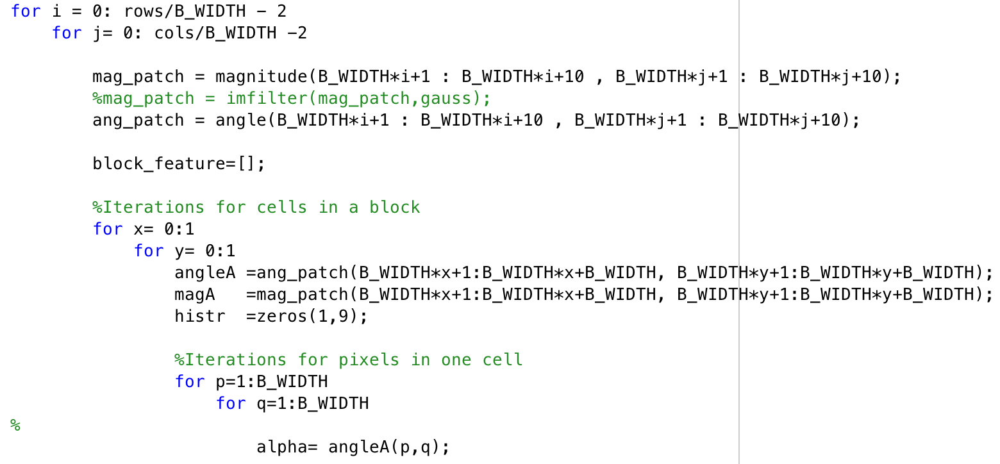 for i = 0: rows/B_WIDTH - 2
    for j= 0: cols/B_WIDTH -2
        mag_patch = magnitude(B_WIDTH*i+1 : B_WIDTH*i+10 , B_WIDTH*j+1 : B_WIDTH*j+10);
        %mag_patch = imfilter(mag_patch,gauss);
        ang_patch = angle(B_WIDTH*i+1 : B_WIDTH*i+10 , B_WIDTH*j+1 : B_WIDTH*j+10);
        block_feature=[];
        %Iterations for cells in a block
        for x= 0:1
            for y= 0:1
                angleA =ang_patch(B_WIDTH*x+1:B_WIDTH*x+B_WIDTH, B_WIDTH*y+1:B_WIDTH*y+B_WIDTH);
                magA   =mag_patch(B_WIDTH*x+1:B_WIDTH*x+B_WIDTH, B_WIDTH*y+1:B_WIDTH*y+B_WIDTH);
                histr  =zeros(1,9);
                %Iterations for pixels in one cell
                for p=1:B_WIDTH
                    for q=1:B_WIDTH
%
                        alpha= angleA(p,q);